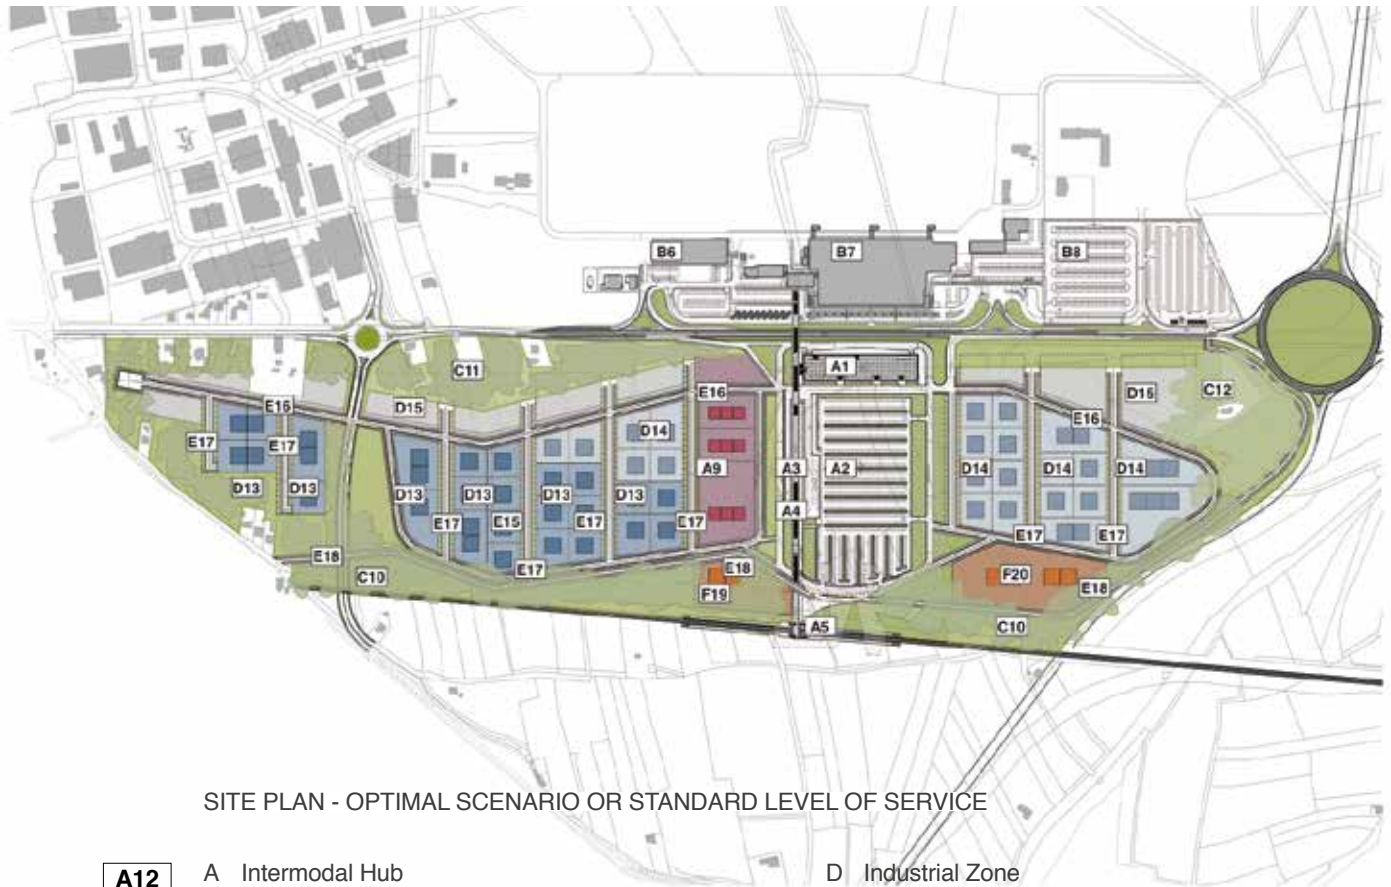 B6 B7 B8
A1
C11
C12
E16 D15 E16 D15
E16 E16
E17 E17 D14
D13 D13 D13 D13 D13 D13 A9 A3 A2 D14 D14 D14
E17 E15 E17 E17 A4 E17 E17
E18 E17 E18
C10 F19 F20 E18
A5 C10
SITE PLAN - OPTIMAL SCENARIO OR STANDARD LEVEL OF SERVICE
A12 A Intermodal Hub D Industrial Zone